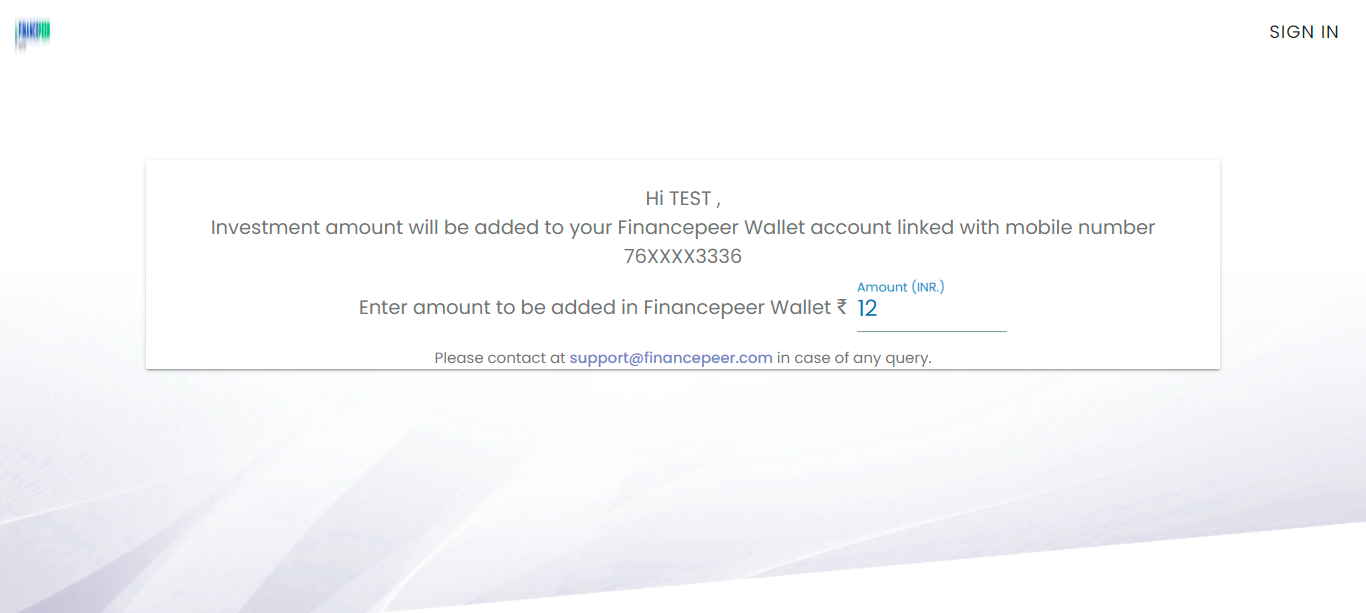 FINANCEPEER
SIGN IN
Hi TEST ,
Investment amount will be added to your Financepeer Wallet account linked with mobile number
76XXXX3336
Amount (INR.)
Enter amount to be added in Financepeer Wallet ₹ 12
Please contact at support@financepeer.com in case of any query.